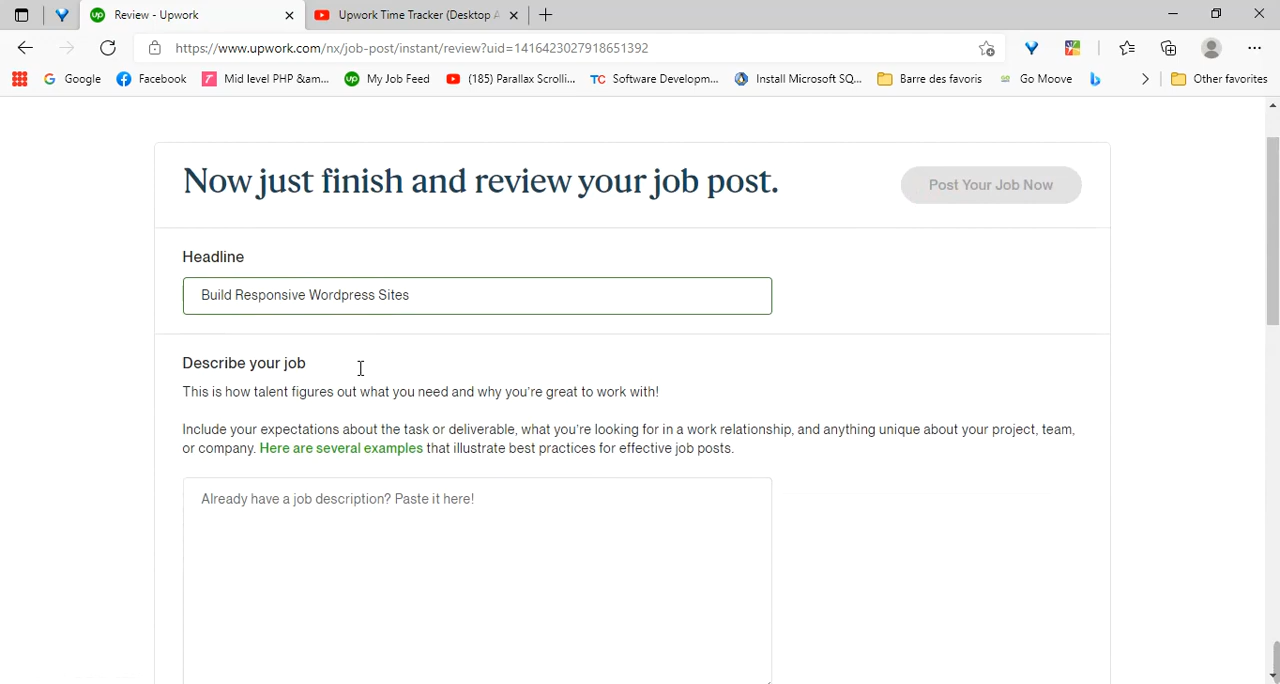 Review - Upwork
Upwork Time Tracker (Desktop A
https://www.upwork.com/nx/job-post/instant/review?uid=1416423027918651392
Google Facebook Mid level PHP &am... My Job Feed (185) Parallax Scrolli... Software Developm... Install Microsoft SQ... Barre des favoris Go Moove Other favorites
Now just finish and review your job post.
Post Your Job Now
Headline
Build Responsive Wordpress Sites
Describe your job
This is how talent figures out what you need and why you're great to work with!
Include your expectations about the task or deliverable, what you're looking for in a work relationship, and anything unique about your project, team,
or company. Here are several examples that illustrate best practices for effective job posts.
Already have a job description? Paste it here!